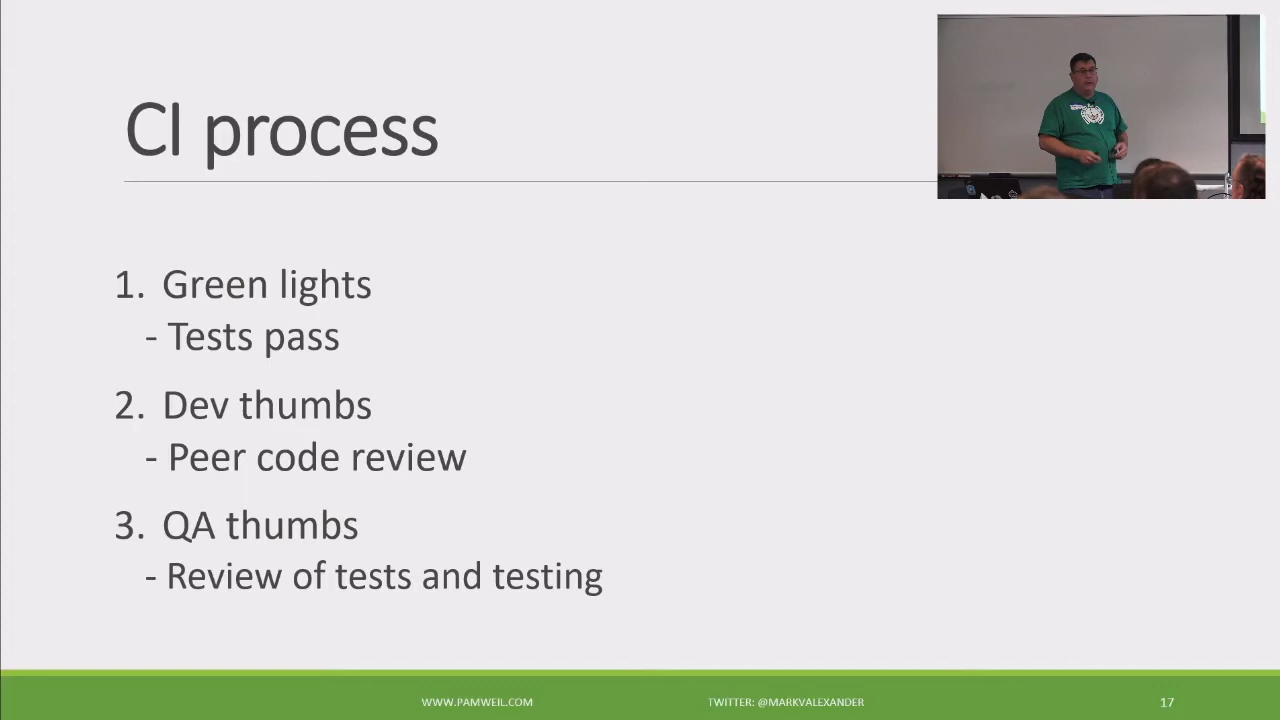 CI process
1. Green lights
- Tests pass
2. Dev thumbs
- Peer code review
3. QA thumbs
- Review of tests and testing
WWW.PAMWEIL.COM
TWITTER: @MARKVALEXANDER
17